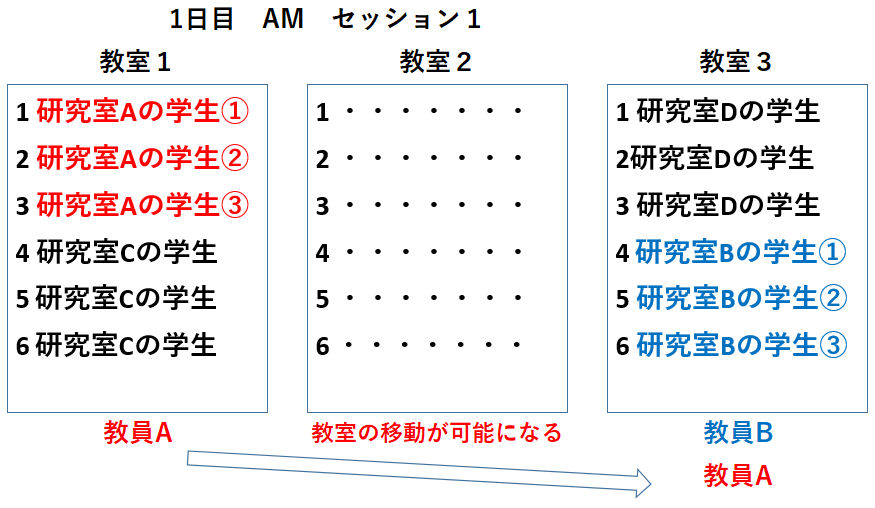 1日目　AM　セッション１
教室１
1 研究室Aの学生①
2 研究室Aの学生②
3 研究室Aの学生③
4 研究室Cの学生
5 研究室Cの学生
6 研究室Cの学生
教員A
教室２
1 ・・・・・・・
2 ・・・・・・・
3 ・・・・・・・
4 ・・・・・・・
5 ・・・・・・・
6 ・・・・・・・
教室の移動が可能になる
教室３
1 研究室Dの学生
2研究室Dの学生
3 研究室Dの学生
4 研究室Bの学生①
5 研究室Bの学生②
6 研究室Bの学生③
教員B
教員A